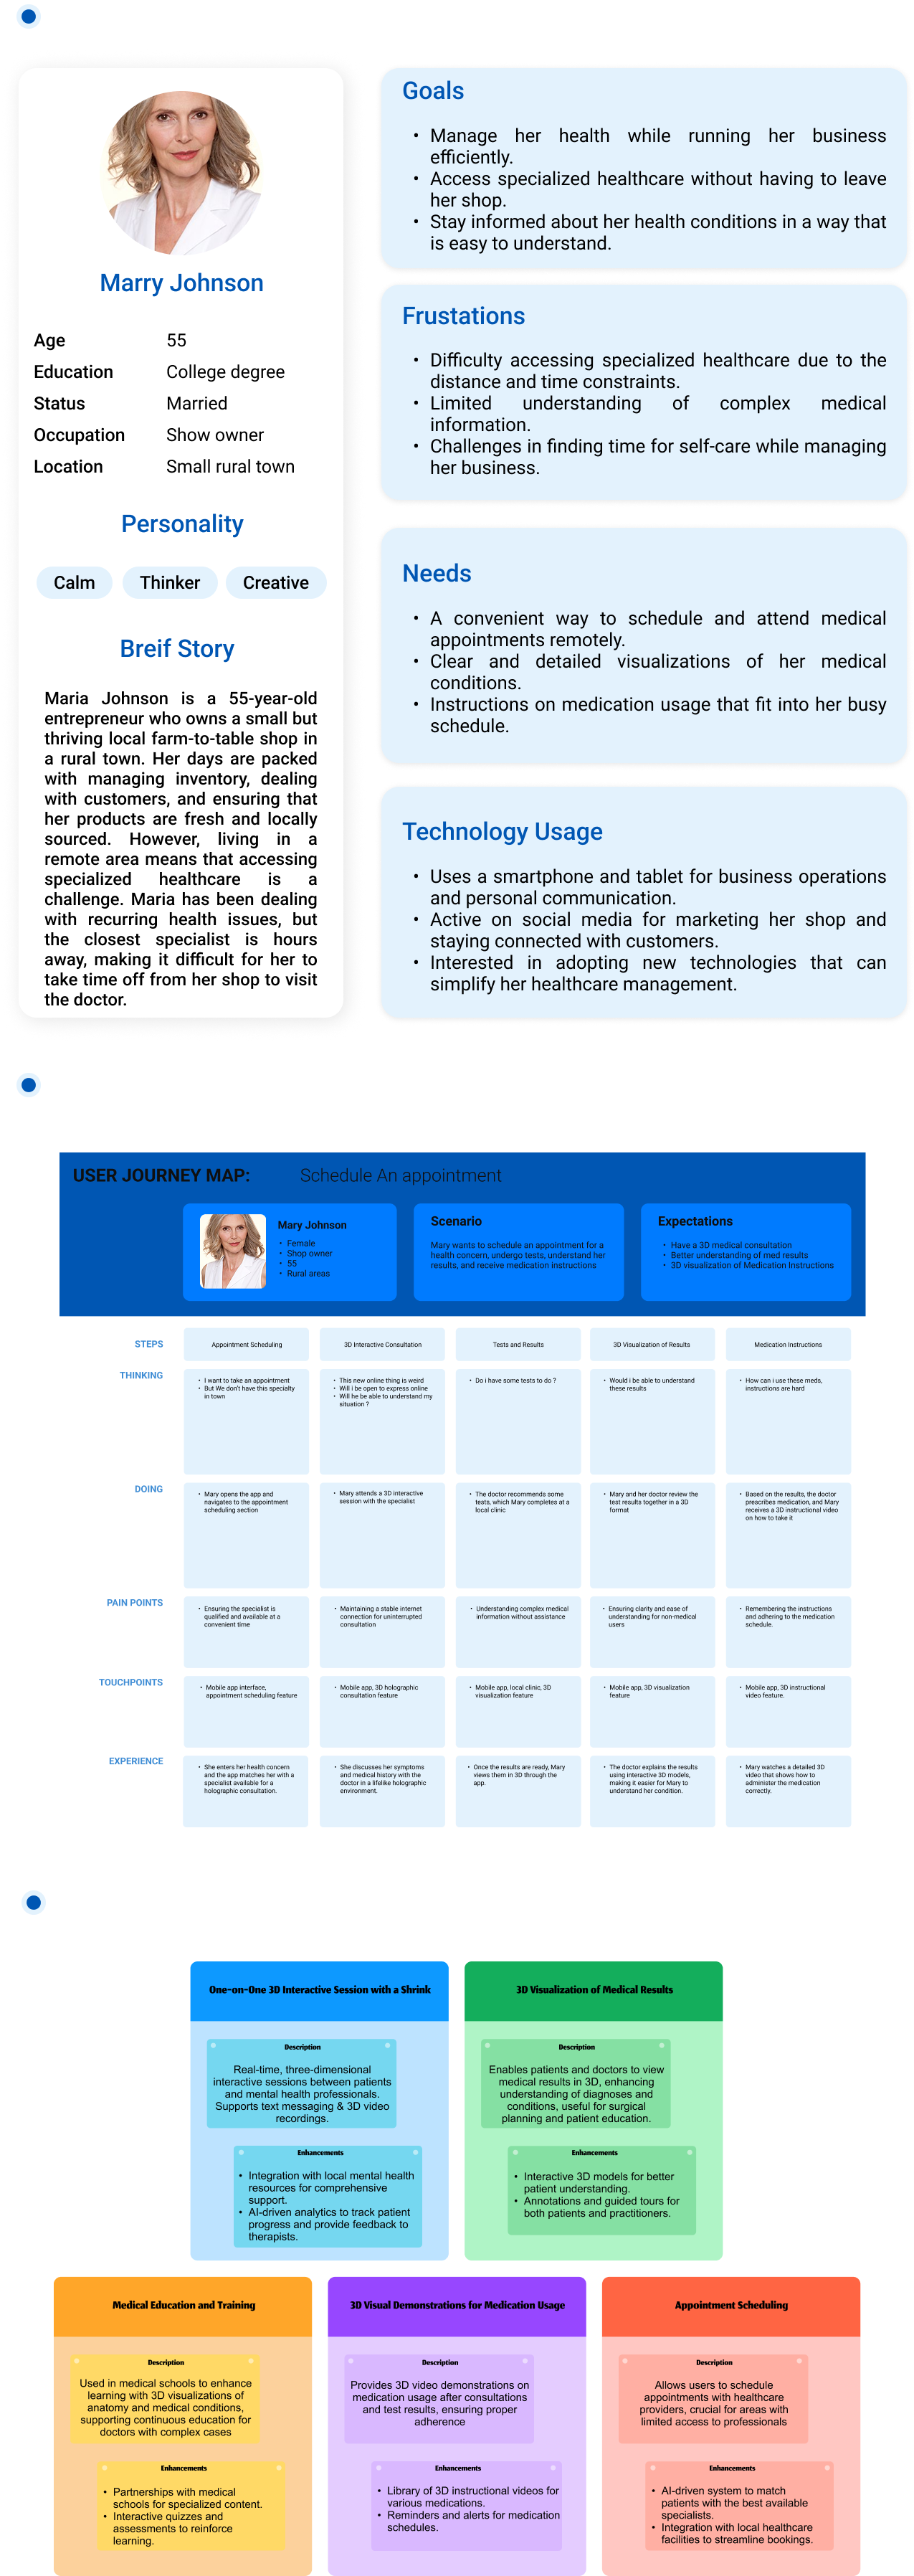 Marry Johnson
Age 55
Education College degree
Status Married
Occupation Show owner
Location Small rural town
Personality
Calm Thinker Creative
Breif Story
Maria Johnson is a 55-year-old
entrepreneur who owns a small but
thriving local farm-to-table shop in
a rural town. Her days are packed
with managing inventory, dealing
with customers, and ensuring that
her products are fresh and locally
sourced. However, living in a
remote area means that accessing
specialized healthcare is a
challenge. Maria has been dealing
with recurring health issues, but
the closest specialist is hours
away, making it difficult for her to
take time off from her shop to visit
the doctor.
Goals
• Manage her health while running her business
efficiently.
• Access specialized healthcare without having to leave
her shop.
• Stay informed about her health conditions in a way that
is easy to understand.
Frustations
• Difficulty accessing specialized healthcare due to the
distance and time constraints.
• Limited understanding of complex medical
information.
• Challenges in finding time for self-care while managing
her business.
Needs
• A convenient way to schedule and attend medical
appointments remotely.
• Clear and detailed visualizations of her medical
conditions.
• Instructions on medication usage that fit into her busy
schedule.
Technology Usage
• Uses a smartphone and tablet for business operations
and personal communication.
• Active on social media for marketing her shop and
staying connected with customers.
• Interested in adopting new technologies that can
simplify her healthcare management.
USER JOURNEY MAP: Schedule An appointment
Mary Johnson
• Female
• Shop owner
• 55
• Rural areas
Scenario
Mary wants to schedule an appointment for a
health concern, undergo tests, understand her
results, and receive medication instructions
Expectations
• Have a 3D medical consultation
• Better understanding of med results
• 3D visualization of Medication Instructions
STEPS
Appointment Scheduling
3D Interactive Consultation
Tests and Results
3D Visualization of Results
Medication Instructions
THINKING
• I want to take an appointment
• But We don't have this specialty
in town
• This new online thing is weird
• Will i be open to express online
• Will he be able to understand my
situation ?
• Do i have some tests to do ?
• Would i be able to understand
these results
• How can i use these meds,
instructions are hard
DOING
• Mary opens the app and
navigates to the appointment
scheduling section
• Mary attends a 3D interactive
session with the specialist
• The doctor recommends some
tests, which Mary completes at a
local clinic
• Mary and her doctor review the
test results together in a 3D
format
• Based on the results, the doctor
prescribes medication, and Mary
receives a 3D instructional video
on how to take it
PAIN POINTS
• Ensuring the specialist is
qualified and available at a
convenient time
• Maintaining a stable internet
connection for uninterrupted
consultation
• Understanding complex medical
information without assistance
• Ensuring clarity and ease of
understanding for non-medical
users
• Remembering the instructions
and adhering to the medication
schedule.
TOUCHPOINTS
• Mobile app interface,
appointment scheduling feature
• Mobile app, 3D holographic
consultation feature
• Mobile app, local clinic, 3D
visualization feature
• Mobile app, 3D visualization
feature
• Mobile app, 3D instructional
video feature.
EXPERIENCE
• She enters her health concern
and the app matches her with a
specialist available for a
holographic consultation.
• She discusses her symptoms
and medical history with the
doctor in a lifelike holographic
environment.
• Once the results are ready, Mary
views them in 3D through the
app.
• The doctor explains the results
using interactive 3D models,
making it easier for Mary to
understand her condition.
• Mary watches a detailed 3D
video that shows how to
administer the medication
correctly.
One-on-One 3D Interactive Session with a Shrink
Description
Real-time, three-dimensional
interactive sessions between patients
and mental health professionals.
Supports text messaging & 3D video
recordings.
Enhancements
• Integration with local mental health
resources for comprehensive
support.
• AI-driven analytics to track patient
progress and provide feedback to
therapists.
3D Visualization of Medical Results
Description
Enables patients and doctors to view
medical results in 3D, enhancing
understanding of diagnoses and
conditions, useful for surgical
planning and patient education.
Enhancements
• Interactive 3D models for better
patient understanding.
• Annotations and guided tours for
both patients and practitioners.
Medical Education and Training
Description
Used in medical schools to enhance
learning with 3D visualizations of
anatomy and medical conditions,
supporting continuous education for
doctors with complex cases
Enhancements
• Partnerships with medical
schools for specialized content.
• Interactive quizzes and
assessments to reinforce
learning.
3D Visual Demonstrations for Medication Usage
Description
Provides 3D video demonstrations on
medication usage after consultations
and test results, ensuring proper
adherence
Enhancements
• Library of 3D instructional videos for
various medications.
• Reminders and alerts for medication
schedules.
Appointment Scheduling
Description
Allows users to schedule
appointments with healthcare
providers, crucial for areas with
limited access to professionals
Enhancements
• AI-driven system to match
patients with the best available
specialists.
• Integration with local healthcare
facilities to streamline bookings.